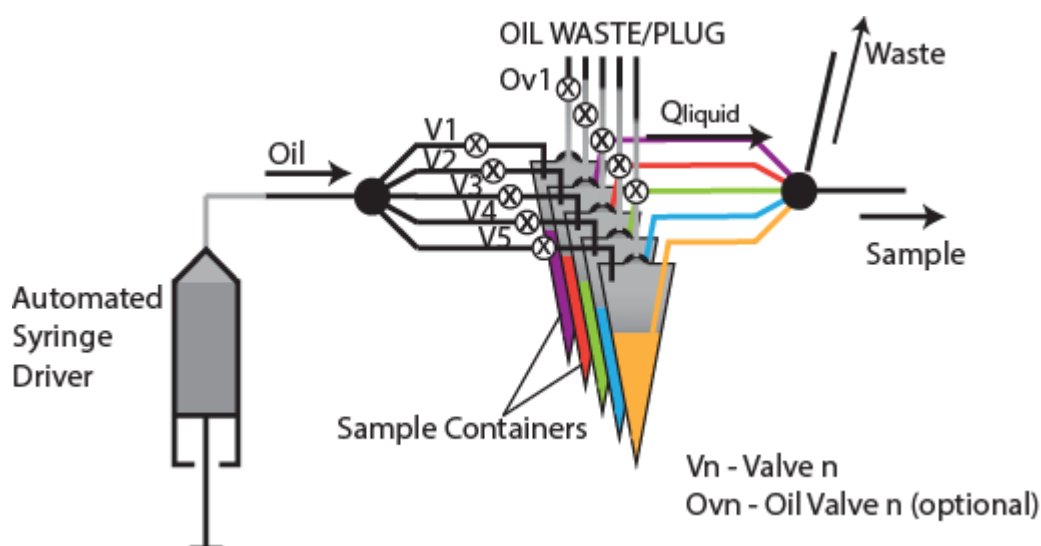 OIL WASTE/PLUG
Waste
Ov1
Qliquid
V1
Oil
V2
V3
V4
V5
Sample
Automated
Syringe
Driver
Sample Containers
Vn - Valve n
Ovn - Oil Valve n (optional)